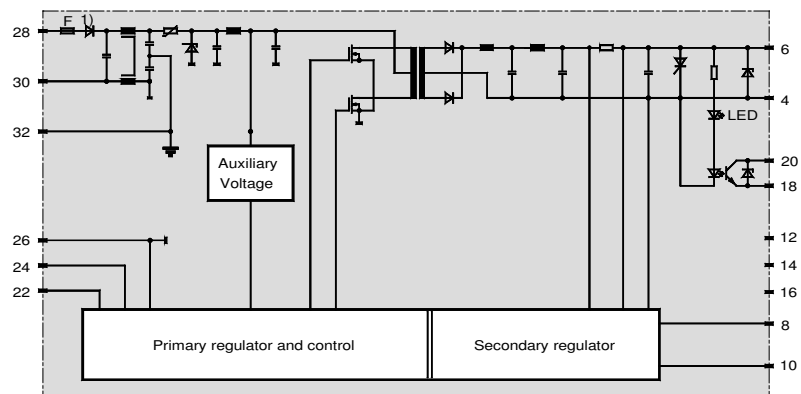 F 1)
28
6
30
4
LED
32
Auxiliary
Voltage
20
18
26
12
24
14
22
16
8
Primary regulator and control
Secondary regulator
10